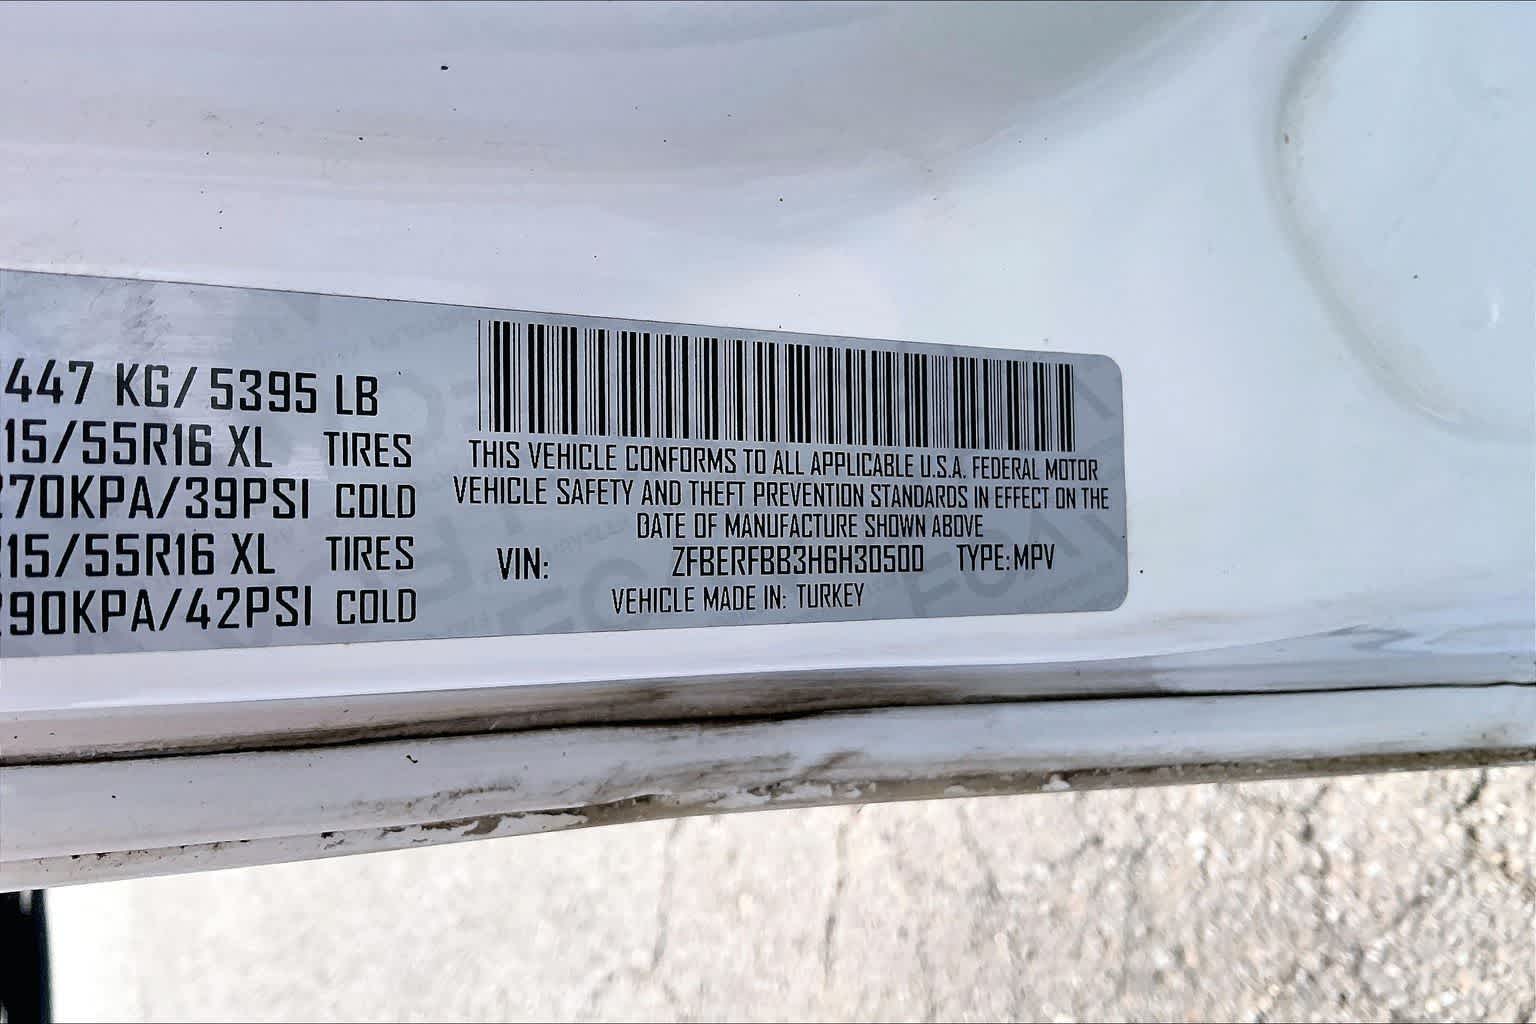 447 KG/ 5395 LB
15/55R16 XL TIRES
70KPA/39PSI COLD
15/55R16 XL TIRES
90KPA/42PSI COLD
THIS VEHICLE CONFORMS TO ALL APPLICABLE U.S.A. FEDERAL MOTOR
VEHICLE SAFETY AND THEFT PREVENTION STANDARDS IN EFFECT ON THE
DATE OF MANUFACTURE SHOWN ABOVE
VIN: ZFBERFBB3H6H30500 TYPE: MPV
VEHICLE MADE IN: TURKEY